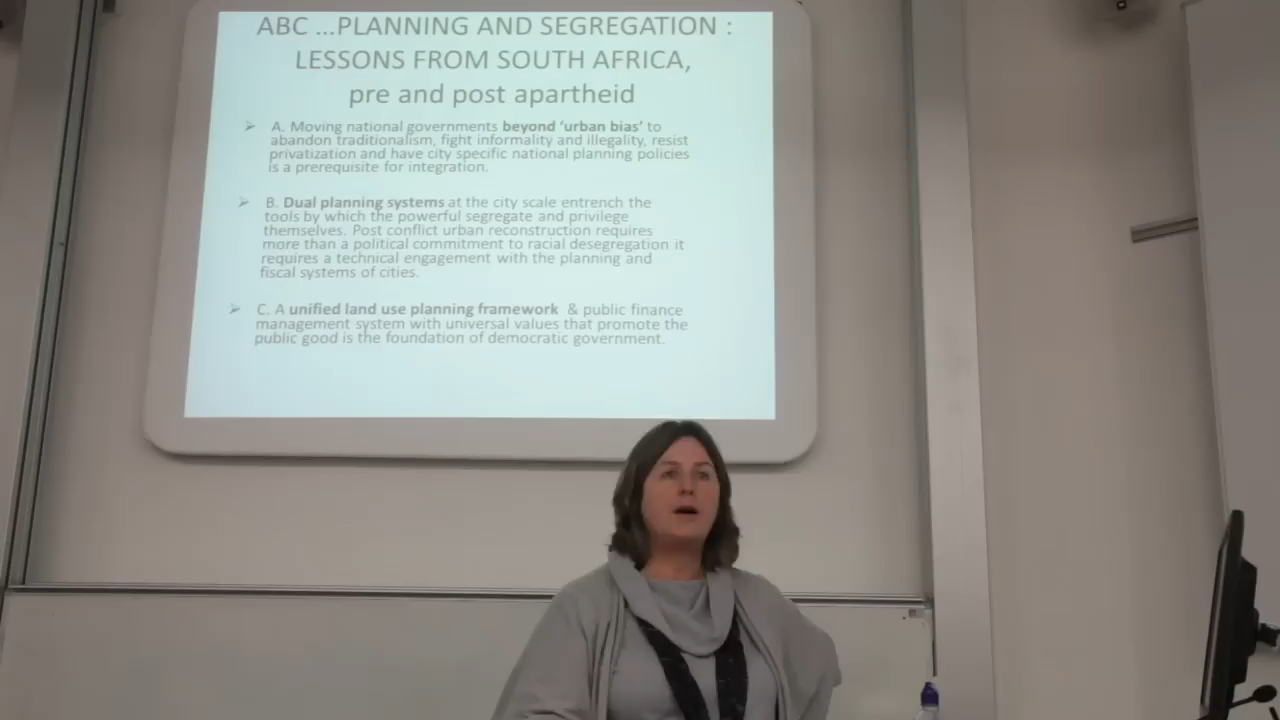 ABC ...PLANNING AND SEGREGATION :
LESSONS FROM SOUTH AFRICA,
pre and post apartheid
➢ A. Moving national governments beyond ‘urban bias’ to
abandon traditionalism, fight informality and illegality, resist
privatization and have city specific national planning policies
is a prerequisite for integration.
➢ B. Dual planning systems at the city scale entrench the
tools by which the powerful segregate and privilege
themselves. Post conflict urban reconstruction requires
more than a political commitment to racial desegregation it
requires a technical engagement with the planning and
fiscal systems of cities.
➢ C. A unified land use planning framework & public finance
management system with universal values that promote the
public good is the foundation of democratic government.